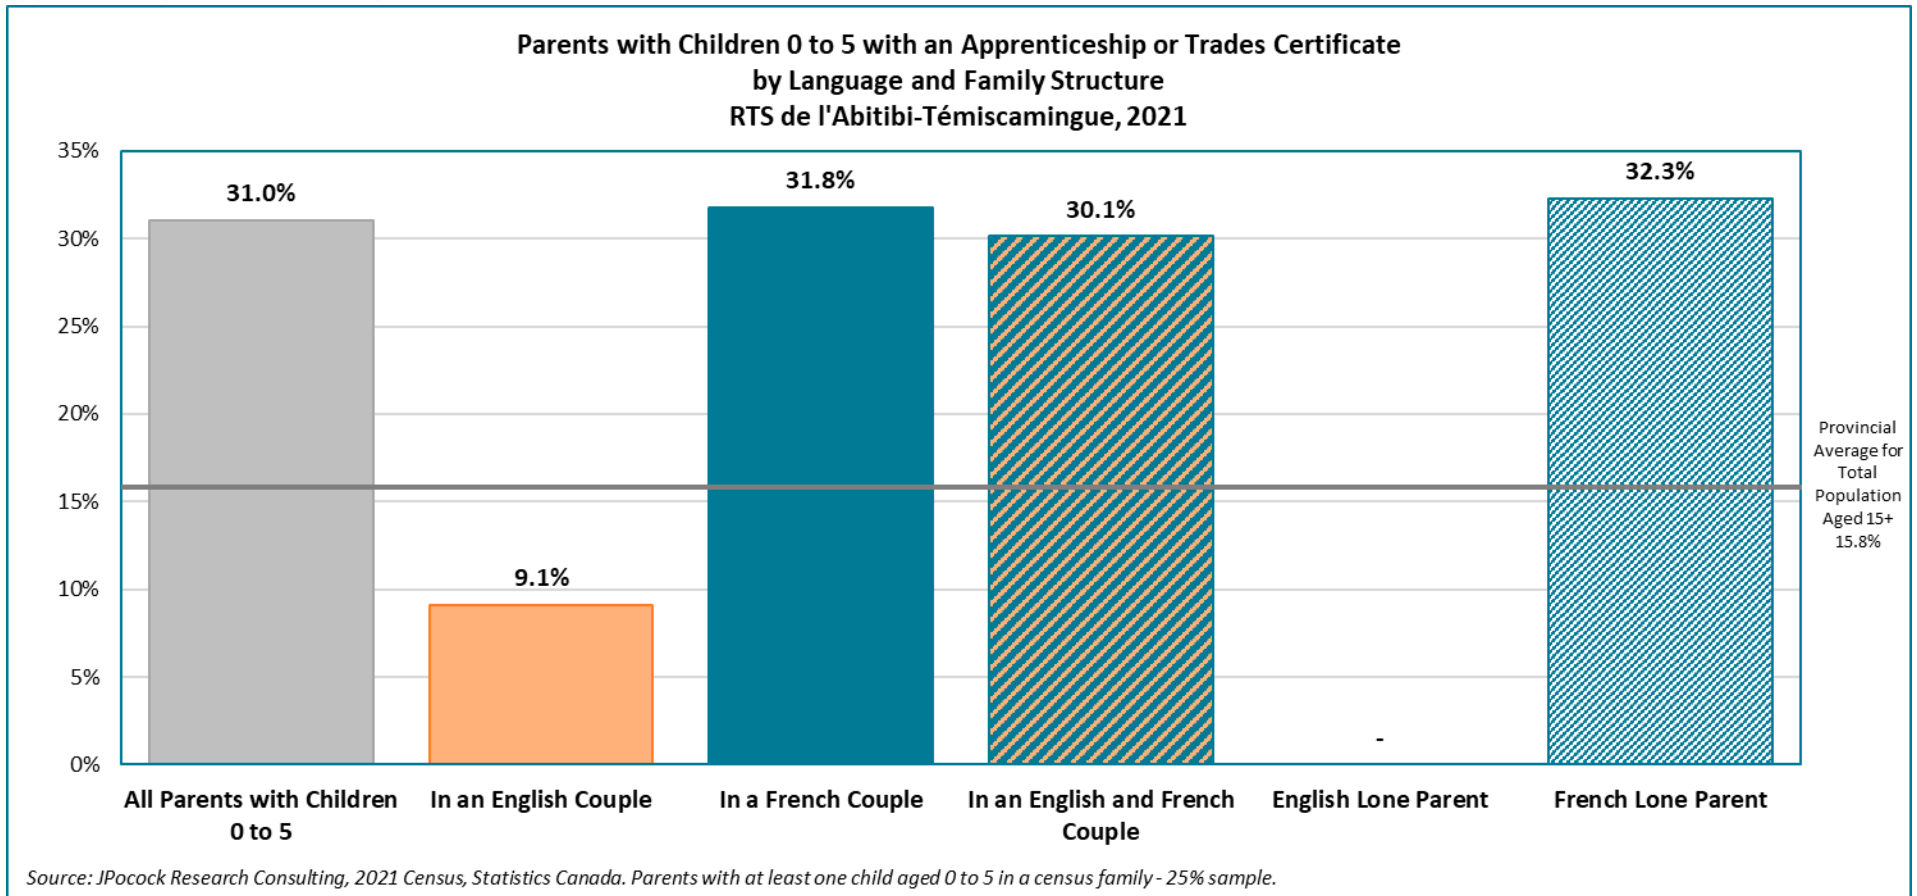 Parents with Children 0 to 5 with an Apprenticeship or Trades Certificate
by Language and Family Structure
RTS de l'Abitibi-Témiscamingue, 2021
35%
30%
25%
20%
15%
10%
5%
0%
31.0%
9.1%
31.8%
30.1%
-
32.3%
Provincial
Average for
Total
Population
Aged 15+
15.8%
All Parents with Children
0 to 5
In an English Couple
In a French Couple
In an English and French
Couple
English Lone Parent
French Lone Parent
Source: JPocock Research Consulting, 2021 Census, Statistics Canada. Parents with at least one child aged 0 to 5 in a census family - 25% sample.